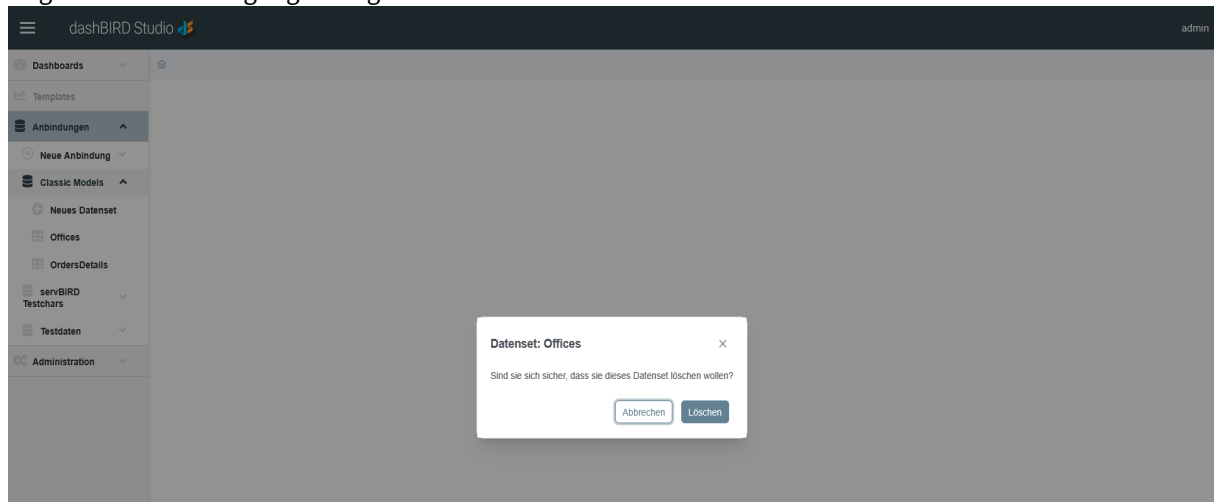 dashBIRD Studio
admin
Dashboards
Templates
Anbindungen
Neue Anbindung
Classic Models
Neues Datenset
Offices
OrdersDetails
servBIRD
Testchars
Testdaten
Administration
Datenset: Offices
Sind sie sich sicher, dass sie dieses Datenset löschen wollen?
Abbrechen
Löschen